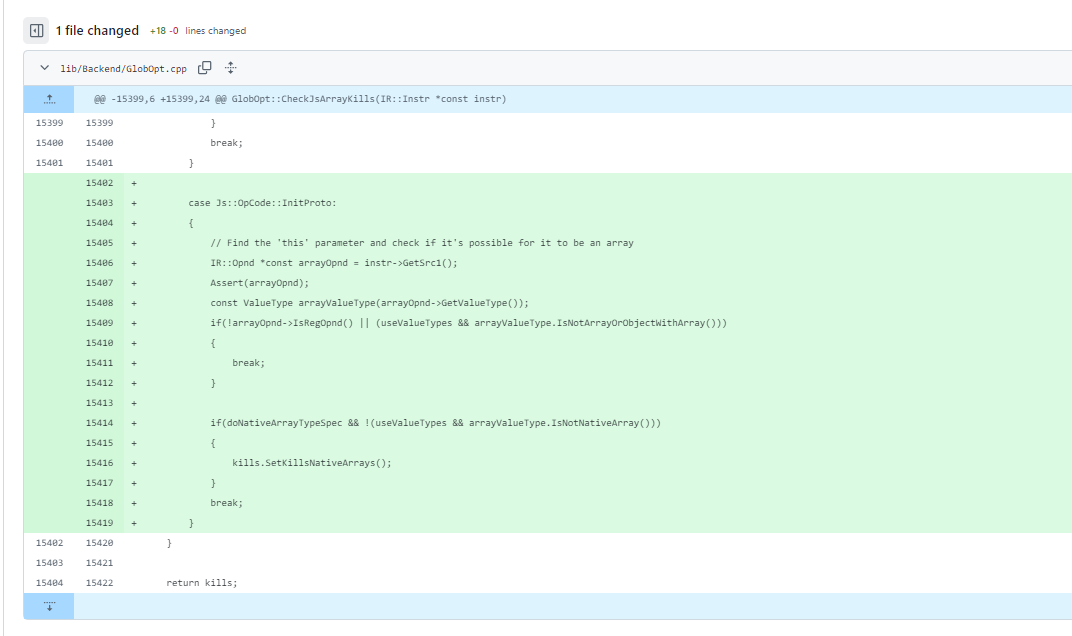 1 file changed +18 -0 lines changed
lib/Backend/GlobOpt.cpp
@@ -15399,6 +15399,24 @@ GlobOpt::CheckJsArrayKills(IR::Instr *const instr)
15399 15399 }
15400 15400 break;
15401 15401 }
15402 +
15403 + case Js::OpCode::InitProto:
15404 + {
15405 + // Find the 'this' parameter and check if it's possible for it to be an array
15406 + IR::Opnd *const arrayOpnd = instr->GetSrc1();
15407 + Assert(arrayOpnd);
15408 + const ValueType arrayValueType(arrayOpnd->GetValueType());
15409 + if(!arrayOpnd->IsRegOpnd() || (useValueTypes && arrayValueType.IsNotArrayOrObjectWithArray()))
15410 + {
15411 + break;
15412 + }
15413 +
15414 + if(doNativeArrayTypeSpec && !(useValueTypes && arrayValueType.IsNotNativeArray()))
15415 + {
15416 + kills.SetKillsNativeArrays();
15417 + }
15418 + break;
15419 + }
15402 15420 }
15403 15421
15404 15422 return kills;